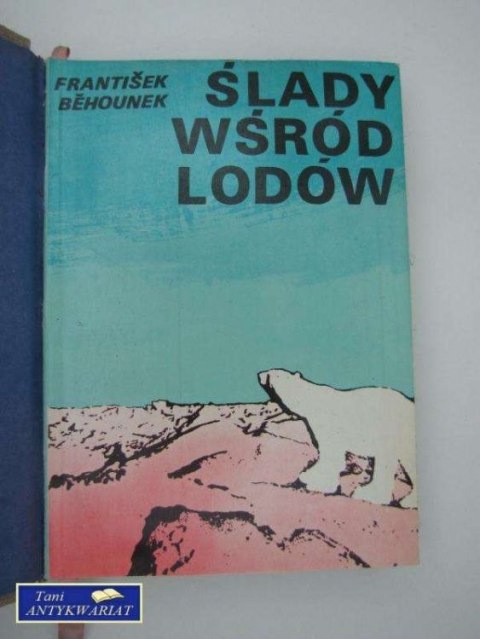 FRANTIŠEK
BĚHOUNEK
ŚLADY
WŚRÓD
LODÓW
Tani
ANTYKWARIAT